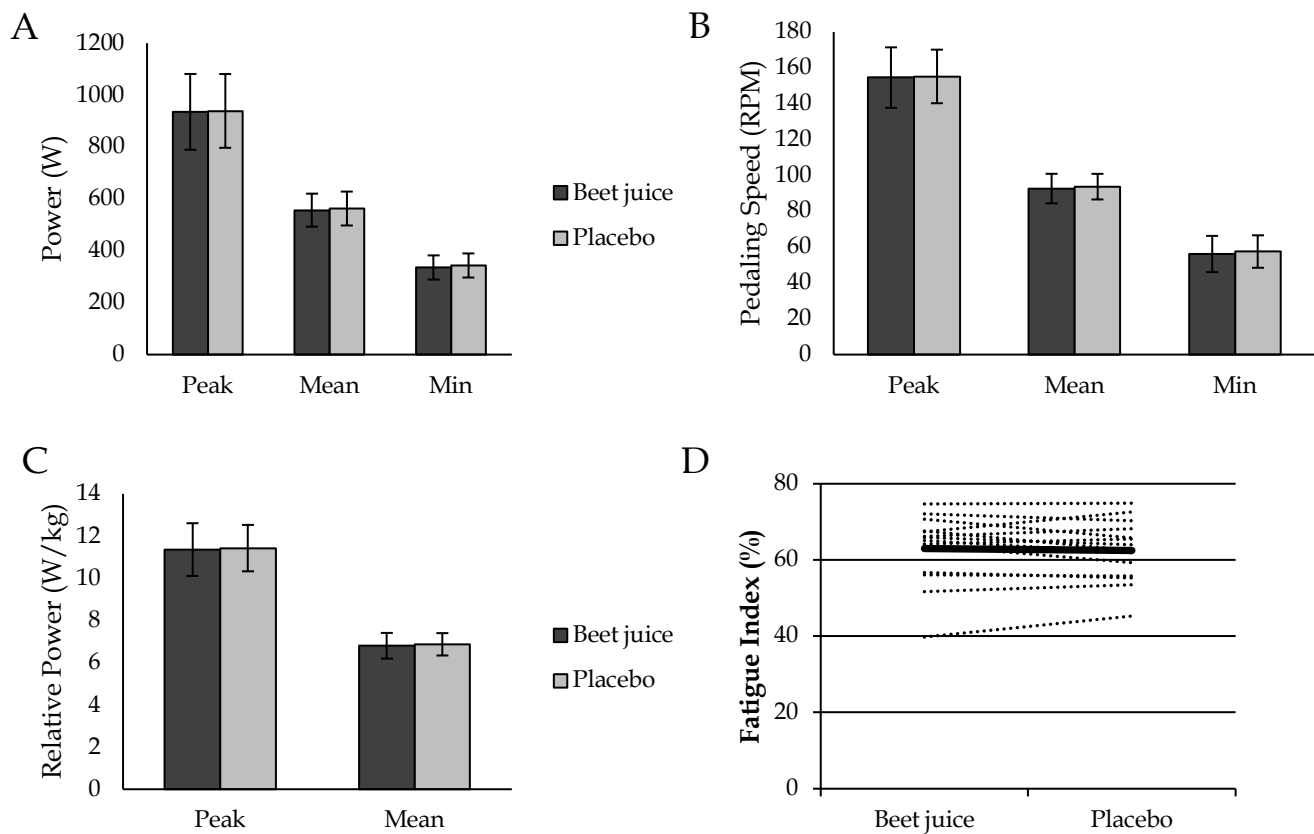 A
Power (W)
1200
1000
800
600
400
200
0
Peak Mean Min
Beet juice
Placebo
B
Pedaling Speed (RPM)
180
160
140
120
100
80
60
40
20
0
Peak Mean Min
C
Relative Power (W/kg)
14
12
10
8
6
4
2
0
Peak Mean
Beet juice
Placebo
D
Fatigue Index (%)
80
60
40
20
0
Beet juice Placebo